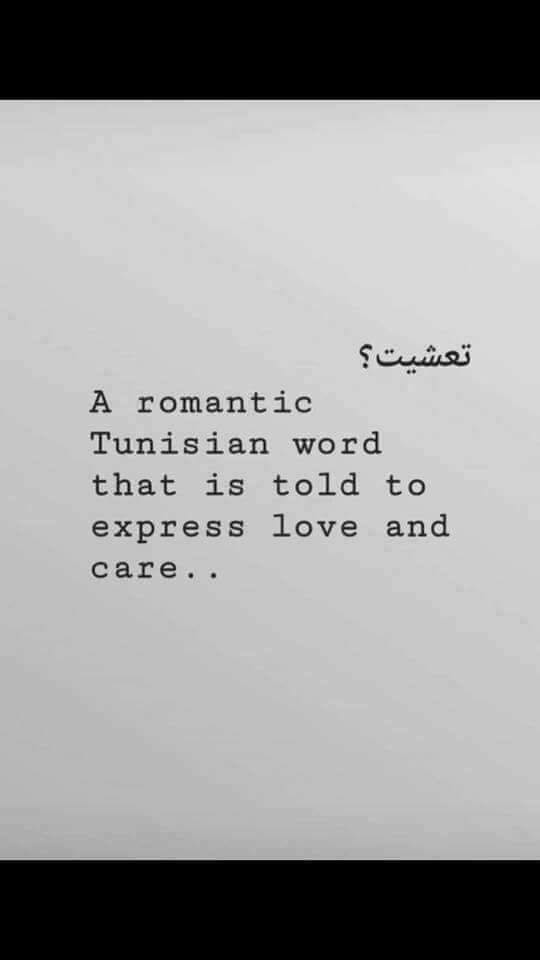 تعشيت؟
A romantic
Tunisian word
that is told to
express love and
care..